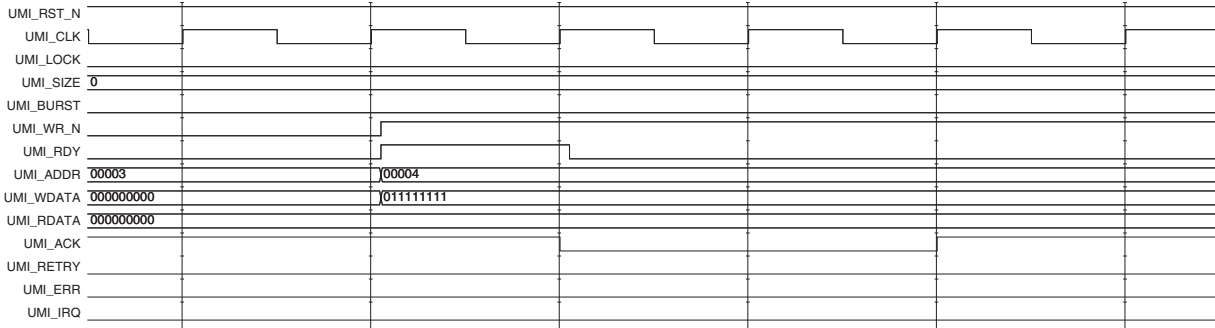 UMI_RST_N
UMI_CLK
UMI_LOCK
UMI_SIZE 0
UMI_BURST
UMI_WR_N
UMI_RDY
UMI_ADDR 00003 00004
UMI_WDATA 000000000 011111111
UMI_RDATA 000000000
UMI_ACK
UMI_RETRY
UMI_ERR
UMI_IRQ